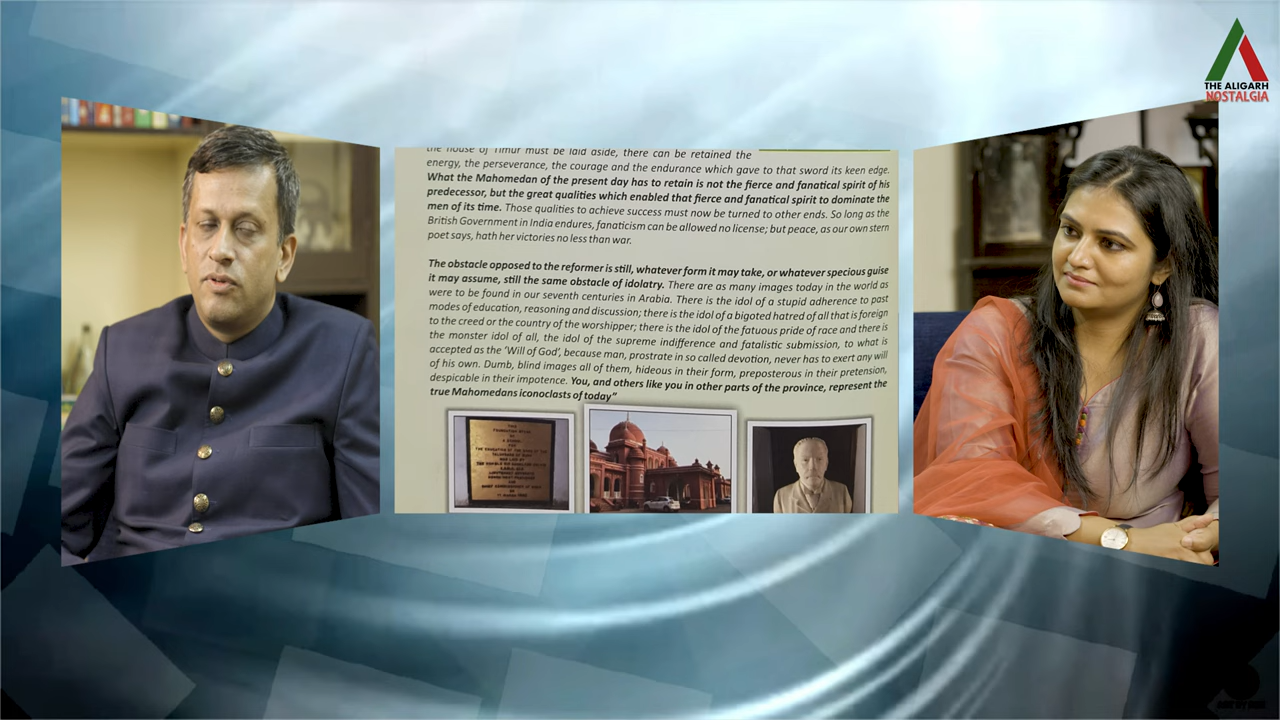 THE ALIGARH
NOSTALGIA
the house of Timur must be laid aside, there can be retained the
energy, the perseverance, the courage and the endurance which gave to that sword its keen edge.
What the Mahomedan of the present day has to retain is not the fierce and fanatical spirit of his
predecessor, but the great qualities which enabled that fierce and fanatical spirit to dominate the
men of its time. Those qualities to achieve success must now be turned to other ends. So long as the
British Government in India endures, fanaticism can be allowed no license; but peace, as our own stern
poet says, hath her victories no less than war.
The obstacle opposed to the reformer is still, whatever form it may take, or whatever specious guise
it may assume, still the same obstacle of idolatry. There are as many images today in the world as
were to be found in our seventh centuries in Arabia. There is the idol of a stupid adherence to past
modes of education, reasoning and discussion; there is the idol of a bigoted hatred of all that is foreign
to the creed or the country of the worshipper; there is the idol of the fatuous pride of race and there is
the monster idol of all, the idol of the supreme indifference and fatalistic submission, to what is
accepted as the 'Will of God', because man, prostrate in so called devotion, never has to exert any will
of his own. Dumb, blind images all of them, hideous in their form, preposterous in their pretension,
despicable in their impotence. You, and others like you in other parts of the province, represent the
true Mahomedans iconoclasts of today"
THIS
FOUNDATION STONE
OF